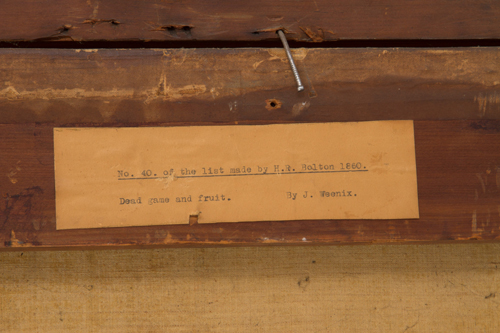 No. 40. of the list made by H.R. Bolton 1860.
Dead game and fruit. By J. Weenix.